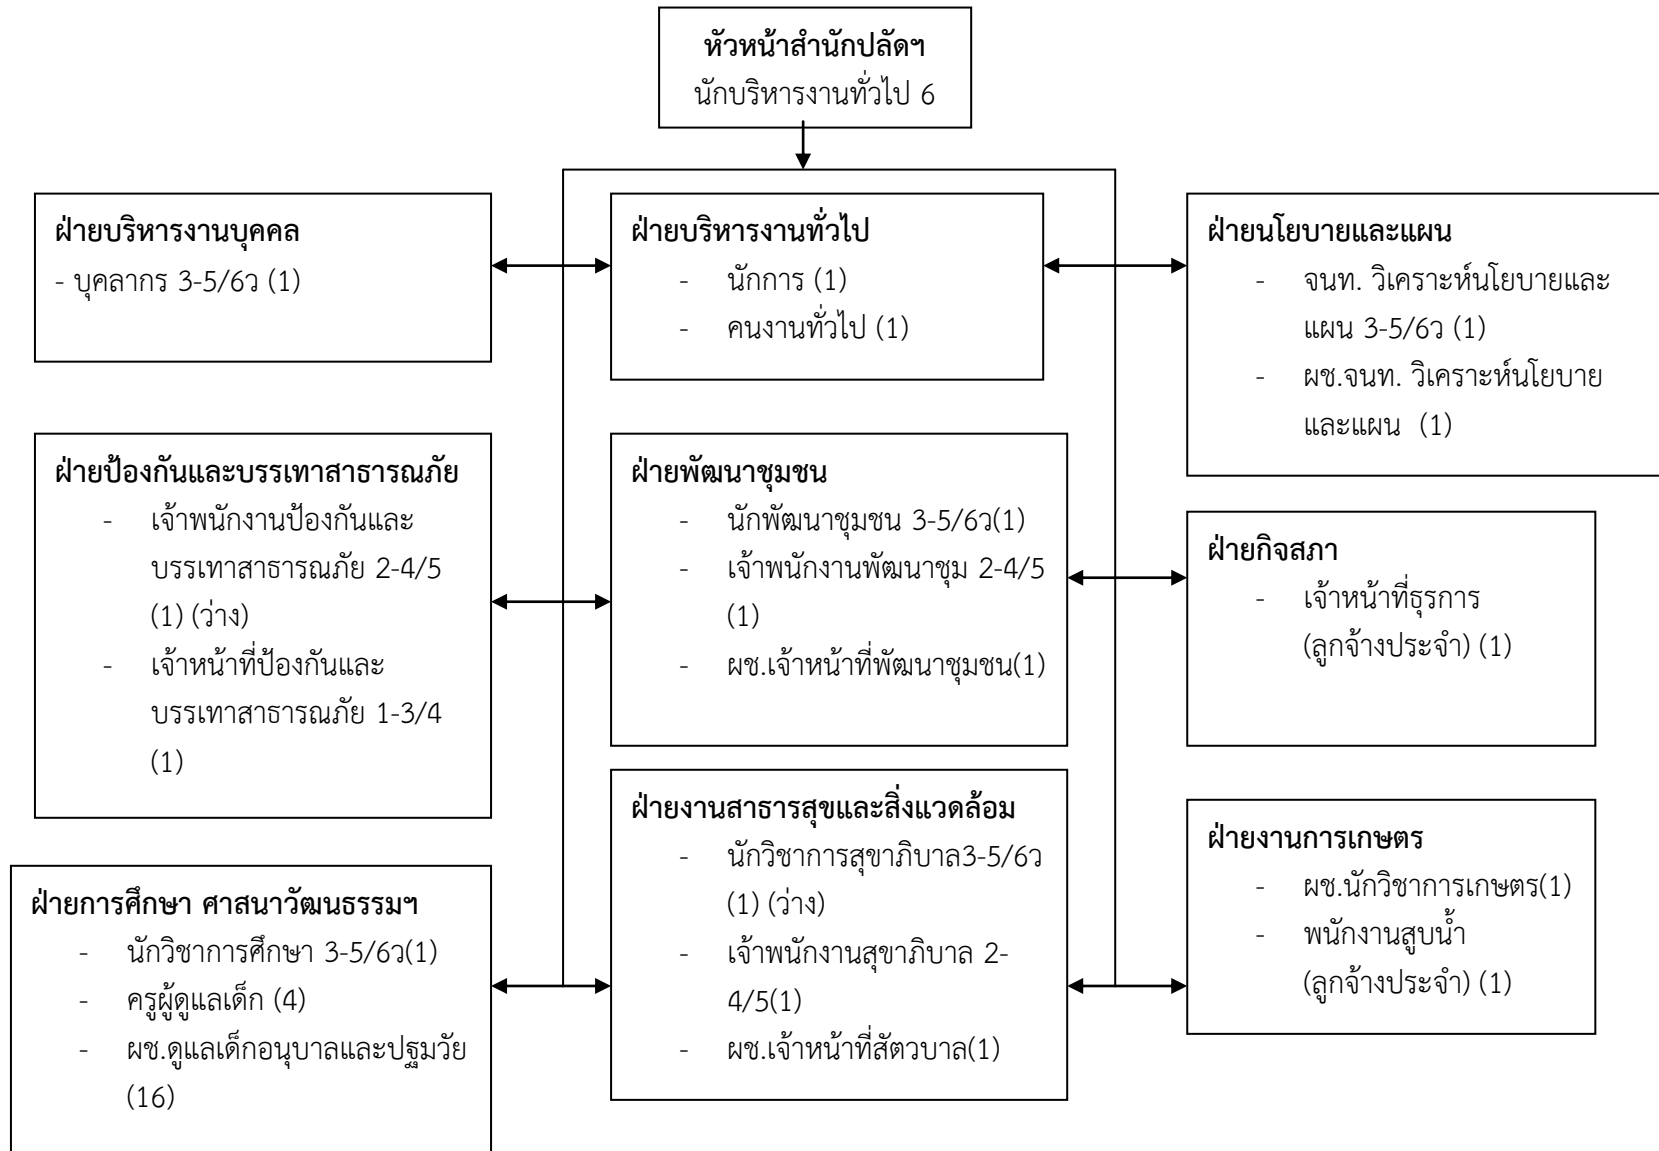 หัวหน้าสำนักปลัดฯ
นักบริหารงานทั่วไป 6
ฝ่ายบริหารงานบุคคล
- บุคลากร 3-5/6ว (1)
ฝ่ายบริหารงานทั่วไป
- นักการ (1)
- คนงานทั่วไป (1)
ฝ่ายนโยบายและแผน
- จนท. วิเคราะห์นโยบายและ
แผน 3-5/6ว (1)
- ผช.จนท. วิเคราะห์นโยบาย
และแผน (1)
ฝ่ายป้องกันและบรรเทาสาธารณภัย
- เจ้าพนักงานป้องกันและ
บรรเทาสาธารณภัย 2-4/5
(1) (ว่าง)
- เจ้าหน้าที่ป้องกันและ
บรรเทาสาธารณภัย 1-3/4
(1)
ฝ่ายพัฒนาชุมชน
- นักพัฒนาชุมชน 3-5/6ว(1)
- เจ้าพนักงานพัฒนาชุม 2-4/5
(1)
- ผช.เจ้าหน้าที่พัฒนาชุมชน(1)
ฝ่ายกิจสภา
- เจ้าหน้าที่ธุรการ
(ลูกจ้างประจำ) (1)
ฝ่ายการศึกษา ศาสนาวัฒนธรรมฯ
- นักวิชาการศึกษา 3-5/6ว(1)
- ครูผู้ดูแลเด็ก (4)
- ผช.ดูแลเด็กอนุบาลและปฐมวัย
(16)
ฝ่ายงานสาธารสุขและสิ่งแวดล้อม
- นักวิชาการสุขาภิบาล3-5/6ว
(1) (ว่าง)
- เจ้าพนักงานสุขาภิบาล 2-
4/5(1)
- ผช.เจ้าหน้าที่สัตวบาล(1)
ฝ่ายงานการเกษตร
- ผช.นักวิชาการเกษตร(1)
- พนักงานสูบน้ำ
(ลูกจ้างประจำ) (1)